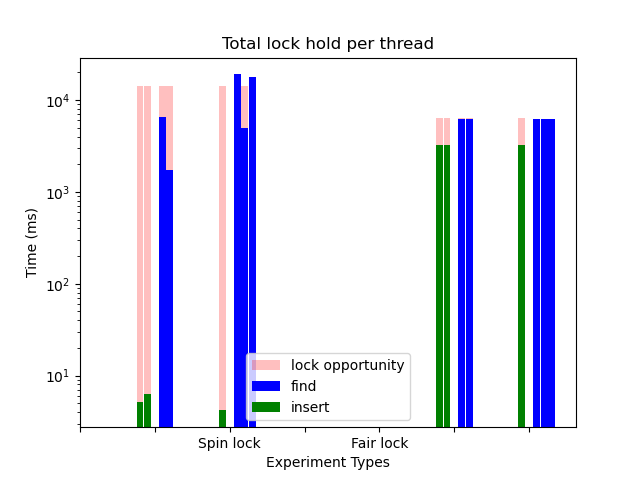 Total lock hold per thread
Time (ms)
10⁴
10³
10²
10¹
lock opportunity
find
insert
Spin lock Fair lock
Experiment Types